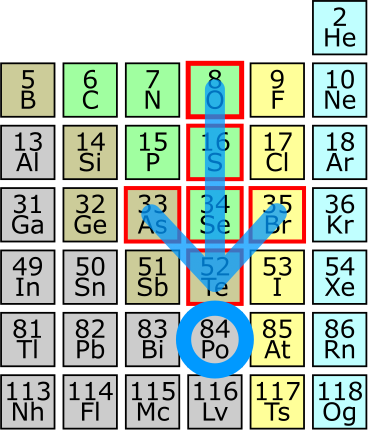 2
He
5 6 7 8 9 10
B C N O F Ne
13 14 15 16 17 18
Al Si P S Cl Ar
31 32 33 34 35 36
Ga Ge As Se Br Kr
49 50 51 52 53 54
In Sn Sb Te I Xe
81 82 83 84 85 86
Tl Pb Bi Po At Rn
113 114 115 116 117 118
Nh Fl Mc Lv Ts Og